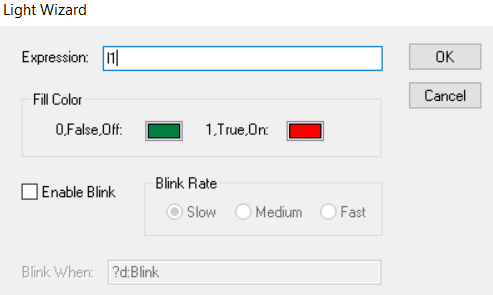 Light Wizard
Expression: l1
OK
Cancel
Fill Color
0,False,Off:
1,True,On:
Enable Blink
Blink Rate
Slow
Medium
Fast
Blink When: ?d:Blink